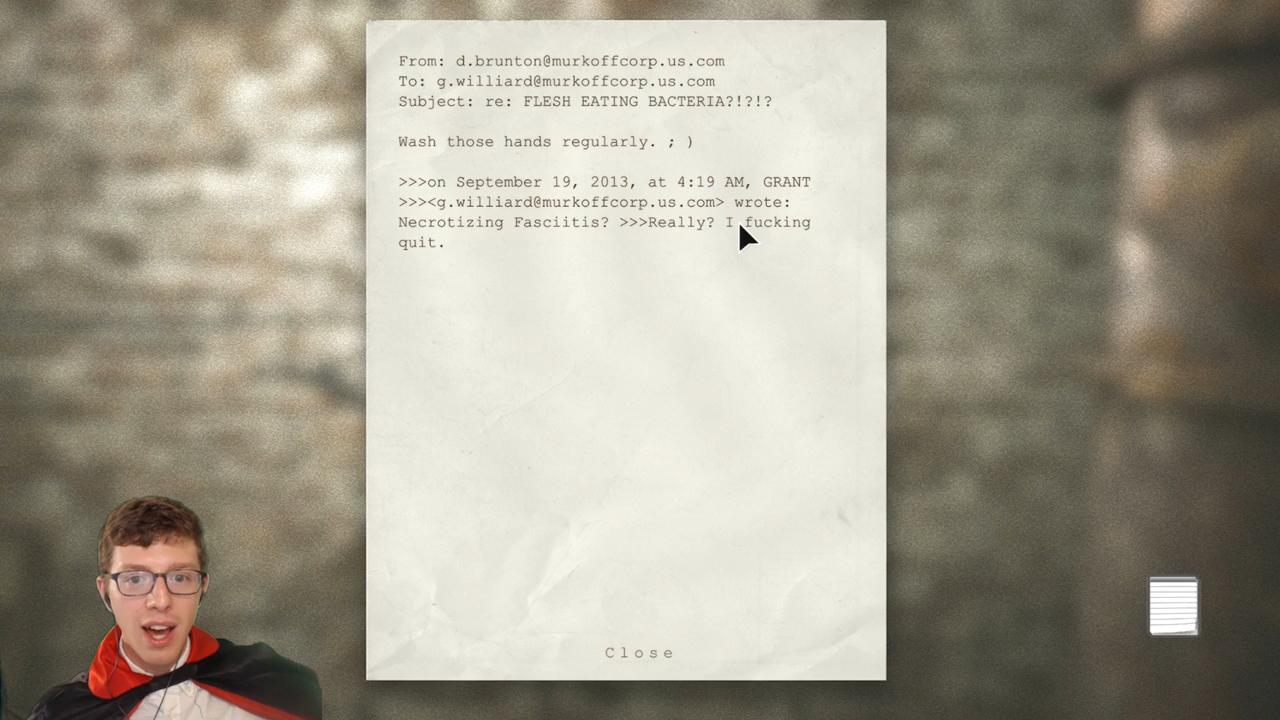 From: d.brunton@murkoffcorp.us.com
To: g.williard@murkoffcorp.us.com
Subject: re: FLESH EATING BACTERIA?!?!?
Wash those hands regularly. ; )
>>>on September 19, 2013, at 4:19 AM, GRANT
>>><g.williard@murkoffcorp.us.com> wrote:
Necrotizing Fasciitis? >>>Really? I fucking
quit.
Close